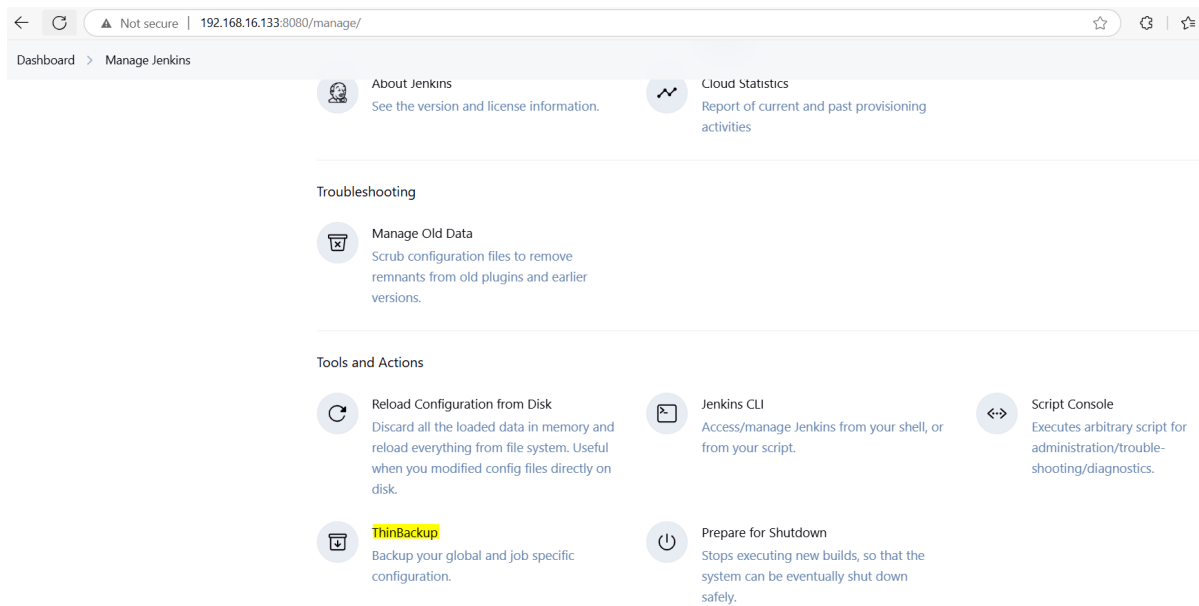 Not secure 192.168.16.133:8080/manage/
Dashboard > Manage Jenkins
About Jenkins
See the version and license information.
Cloud Statistics
Report of current and past provisioning
activities
Troubleshooting
Manage Old Data
Scrub configuration files to remove
remnants from old plugins and earlier
versions.
Tools and Actions
Reload Configuration from Disk
Discard all the loaded data in memory and
reload everything from file system. Useful
when you modified config files directly on
disk.
Jenkins CLI
Access/manage Jenkins from your shell, or
from your script.
Script Console
Executes arbitrary script for
administration/trouble-
shooting/diagnostics.
ThinBackup
Backup your global and job specific
configuration.
Prepare for Shutdown
Stops executing new builds, so that the
system can be eventually shut down
safely.